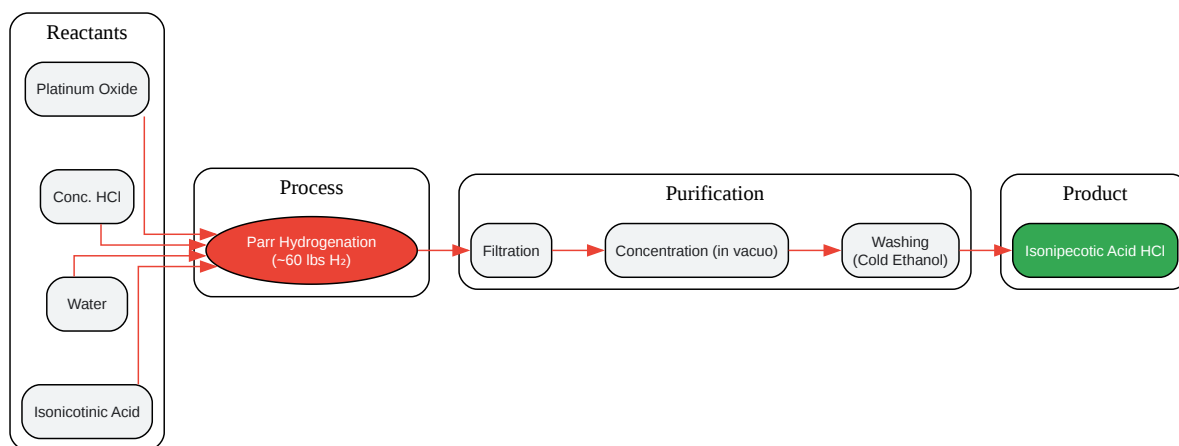 Reactants
Platinum Oxide
Conc. HCl
Water
Isonicotinic Acid
Process
Parr Hydrogenation
(~60 lbs H₂)
Purification
Filtration
Concentration (in vacuo)
Washing
(Cold Ethanol)
Product
Isonipecotic Acid HCl